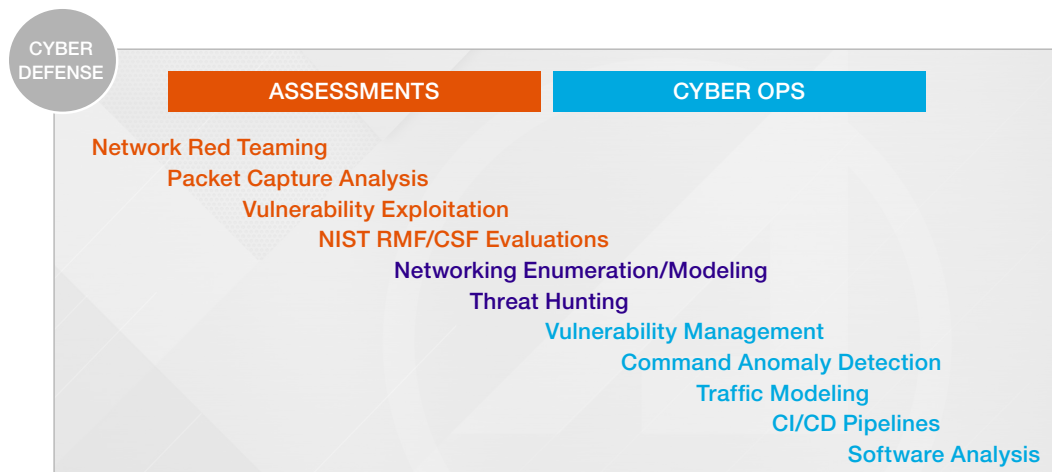 CYBER
DEFENSE
ASSESSMENTS
CYBER OPS
Network Red Teaming
Packet Capture Analysis
Vulnerability Exploitation
NIST RMF/CSF Evaluations
Networking Enumeration/Modeling
Threat Hunting
Vulnerability Management
Command Anomaly Detection
Traffic Modeling
CI/CD Pipelines
Software Analysis